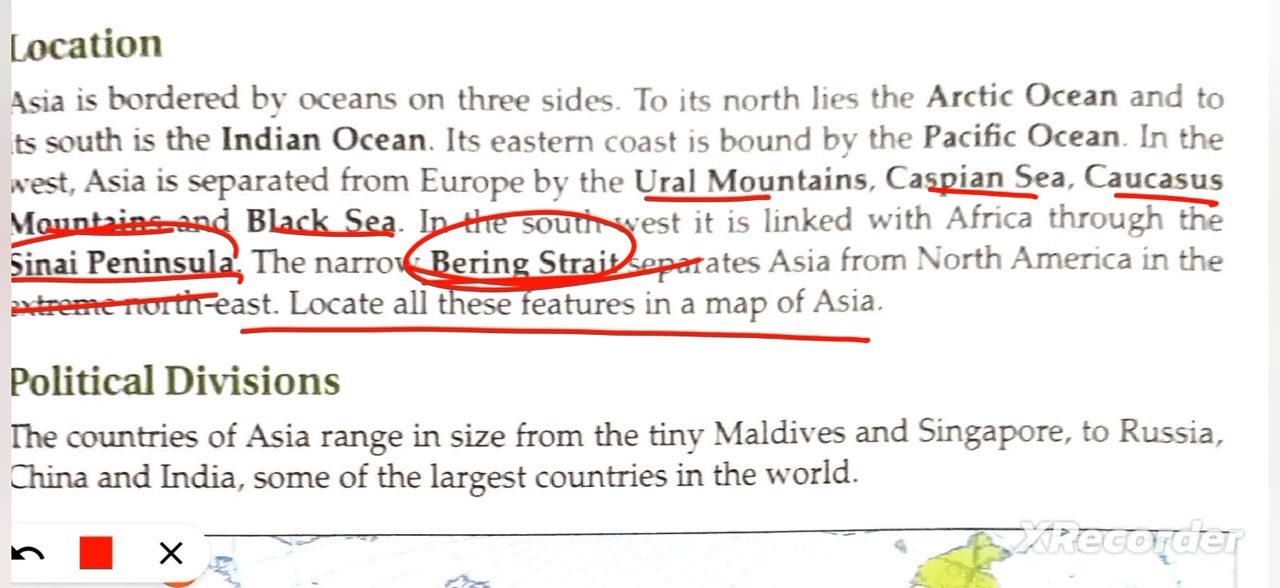 Location
Asia is bordered by oceans on three sides. To its north lies the Arctic Ocean and to
its south is the Indian Ocean. Its eastern coast is bound by the Pacific Ocean. In the
west, Asia is separated from Europe by the Ural Mountains, Caspian Sea, Caucasus
Mountains and Black Sea. In the south-west it is linked with Africa through the
Sinai Peninsula. The narrow Bering Strait separates Asia from North America in the
extreme north-east. Locate all these features in a map of Asia.
Political Divisions
The countries of Asia range in size from the tiny Maldives and Singapore, to Russia,
China and India, some of the largest countries in the world.
XRecorder